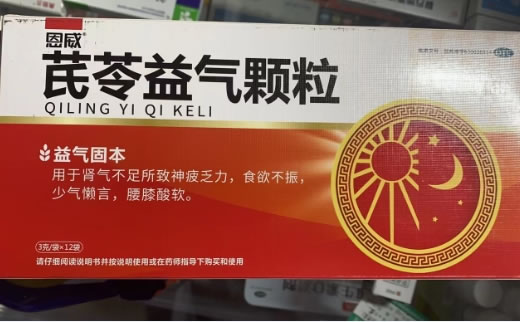 恩威®
芪苓益气颗粒
QILING YI QI KELI
OTC
益气固本
用于肾气不足所致神疲乏力，食欲不振，
少气懒言，腰膝酸软。
3克/袋×12袋
请仔细阅读说明书并按说明使用或在药师指导下购买和使用